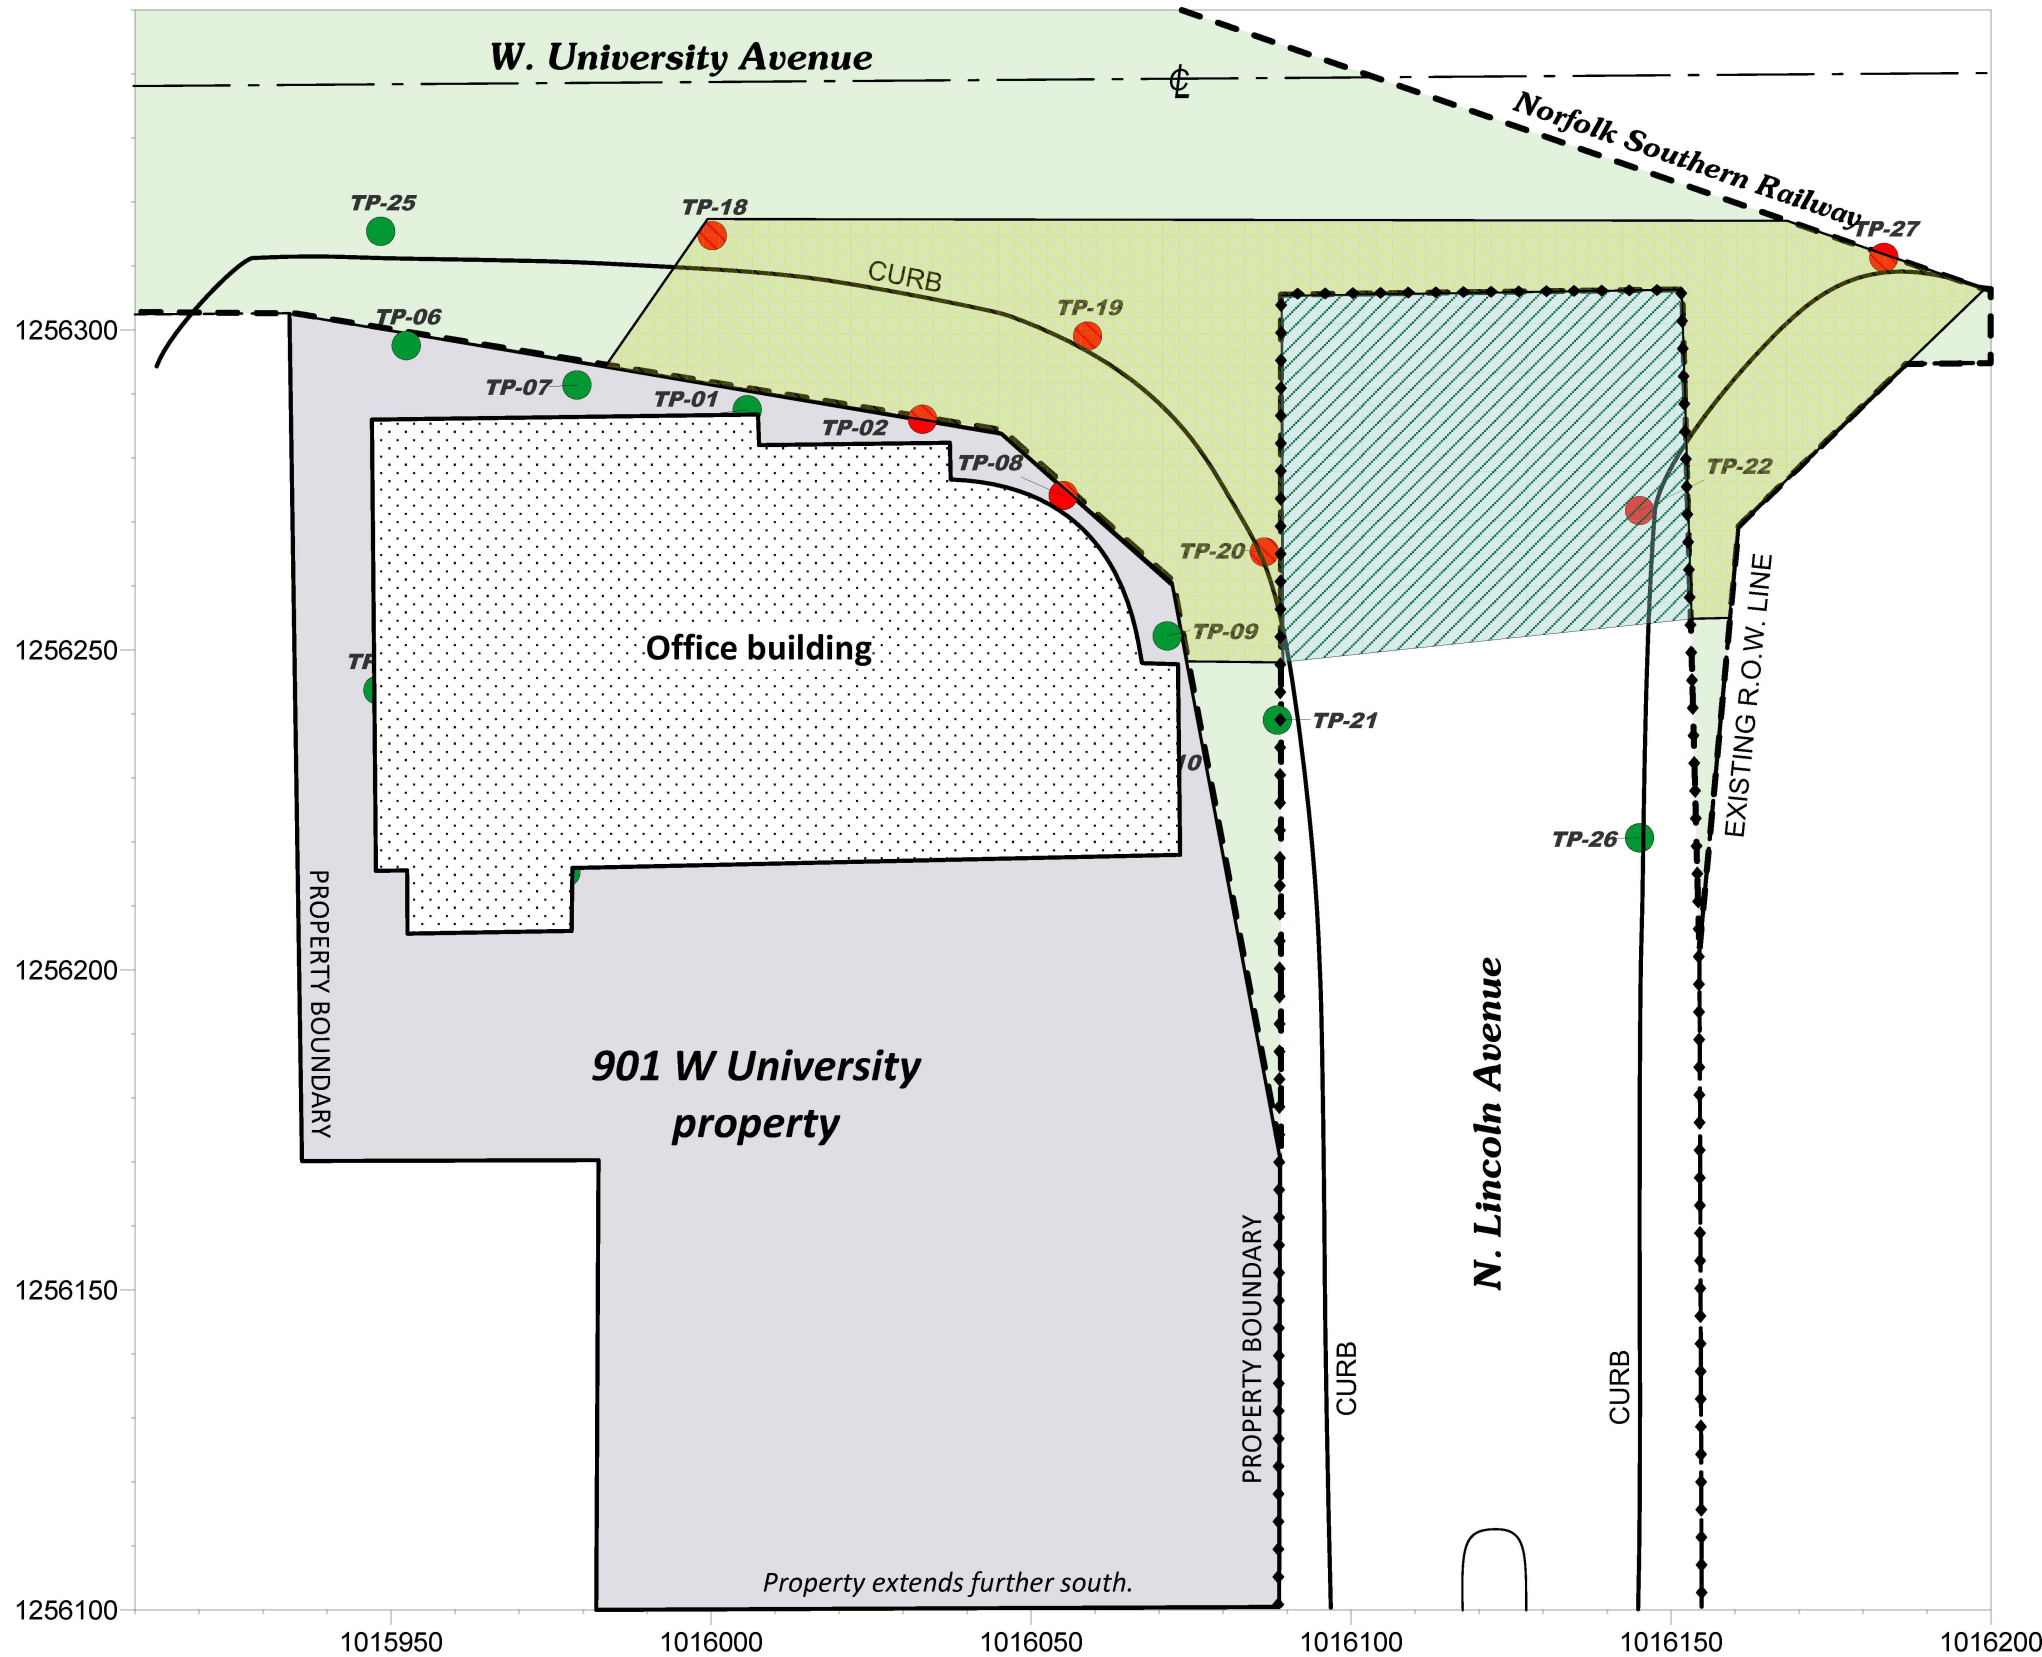 W. University Avenue
℄
Norfolk Southern Railway
TP-25
TP-18
TP-27
CURB
TP-06
TP-19
1256300
TP-07
TP-01
TP-02
TP-08
TP-22
TP-20
TP-09
1256250
Office building
TP
TP-21
10
EXISTING R.O.W. LINE
TP-26
PROPERTY BOUNDARY
1256200
N. Lincoln Avenue
901 W University
property
PROPERTY BOUNDARY
1256150
CURB
CURB
Property extends further south.
1256100
1015950
1016000
1016050
1016100
1016150
1016200